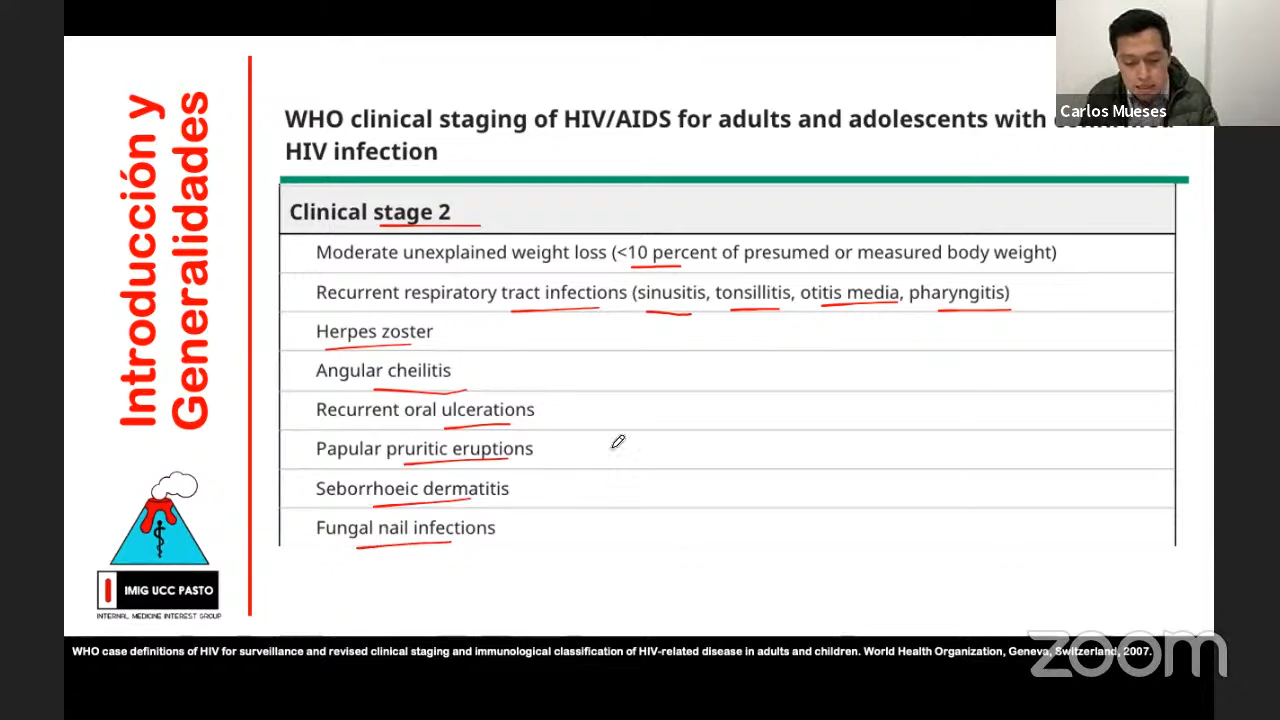 Introducción y
Generalidades
WHO clinical staging of HIV/AIDS for adults and adolescents with
HIV infection
Carlos Mueses
Clinical stage 2
Moderate unexplained weight loss (<10 percent of presumed or measured body weight)
Recurrent respiratory tract infections (sinusitis, tonsillitis, otitis media, pharyngitis)
Herpes zoster
Angular cheilitis
Recurrent oral ulcerations
Papular pruritic eruptions
Seborrhoeic dermatitis
Fungal nail infections
IMIG UCC PASTO
INTERNAL MEDICINE INTEREST GROUP
WHO case definitions of HIV for surveillance and revised clinical staging and immunological classification of HIV-related disease in adults and children. World Health Organization, Geneva, Switzerland, 2007.
zoom